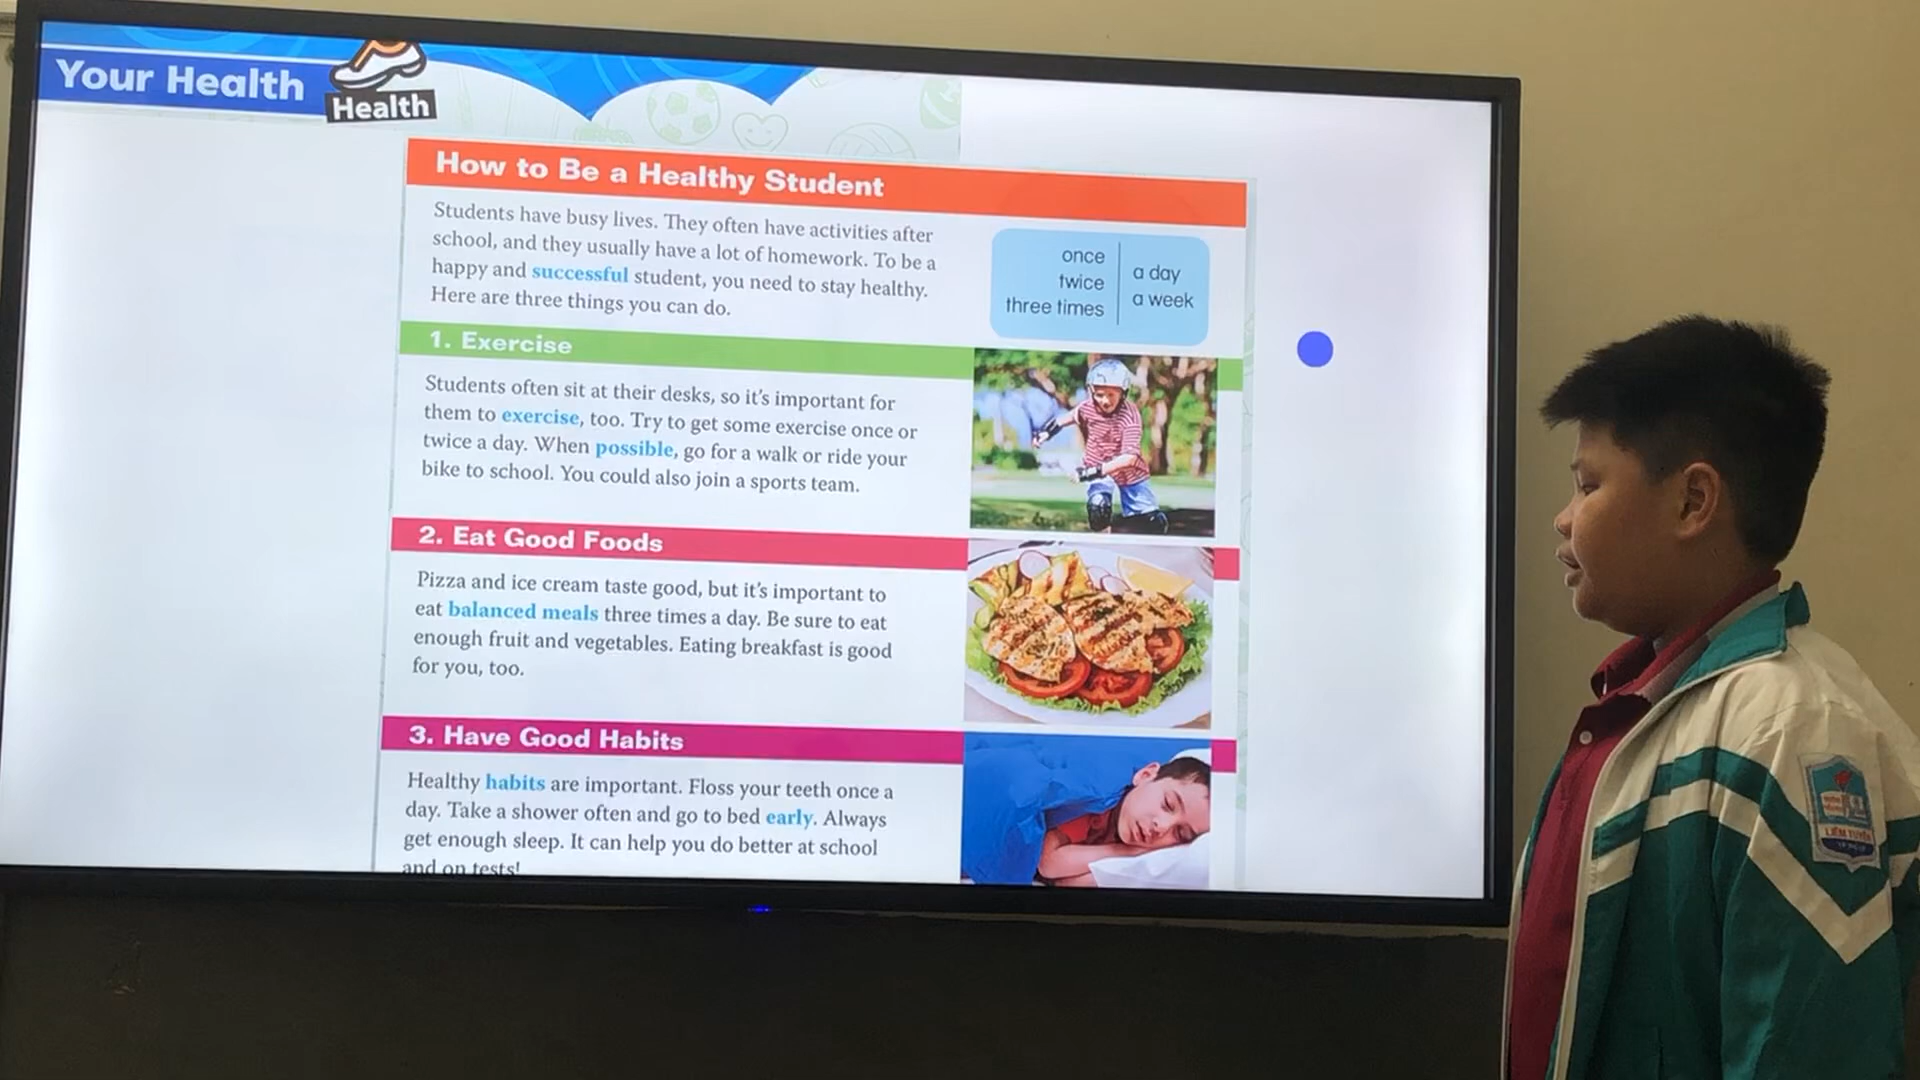 Your Health
Health
How to Be a Healthy Student
Students have busy lives. They often have activities after
school, and they usually have a lot of homework. To be a
happy and successful student, you need to stay healthy.
Here are three things you can do.
once
twice
three times
a day
a week
1. Exercise
Students often sit at their desks, so it's important for
them to exercise, too. Try to get some exercise once or
twice a day. When possible, go for a walk or ride your
bike to school. You could also join a sports team.
2. Eat Good Foods
Pizza and ice cream taste good, but it's important to
eat balanced meals three times a day. Be sure to eat
enough fruit and vegetables. Eating breakfast is good
for you, too.
3. Have Good Habits
Healthy habits are important. Floss your teeth once a
day. Take a shower often and go to bed early. Always
get enough sleep. It can help you do better at school
and on tests!
LIÊM TUYỀN